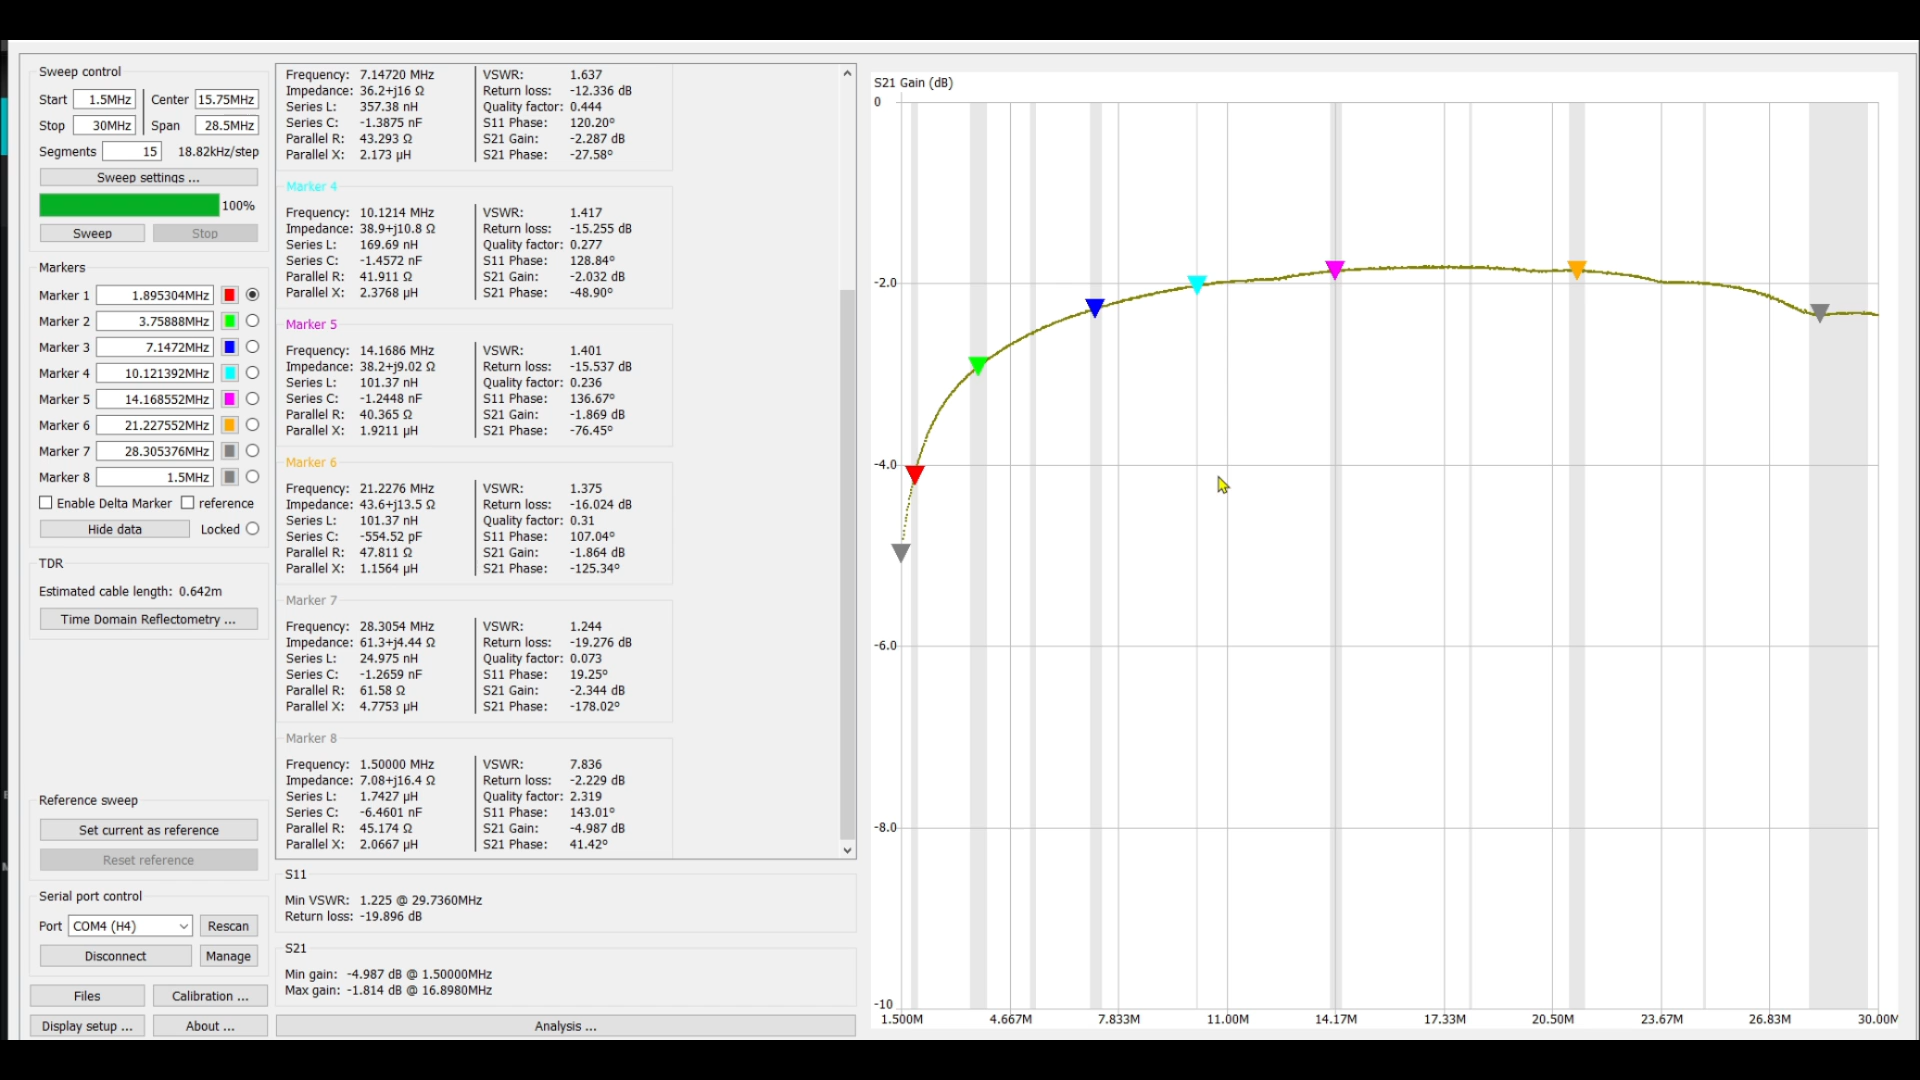 Sweep control
Start 1.5MHz Center 15.75MHz
Stop 30MHz Span 28.5MHz
Segments 15 18.82kHz/step
Sweep settings ...
100%
Sweep Stop
Markers
Marker 1 1.895304MHz
Marker 2 3.75888MHz
Marker 3 7.1472MHz
Marker 4 10.121392MHz
Marker 5 14.168552MHz
Marker 6 21.227552MHz
Marker 7 28.305376MHz
Marker 8 1.5MHz
Enable Delta Marker reference
Hide data Locked
TDR
Estimated cable length: 0.642m
Time Domain Reflectometry ...
Reference sweep
Set current as reference
Reset reference
Serial port control
Port COM4 (H4) Rescan
Disconnect Manage
Files Calibration ...
Display setup ... About ...
Frequency: 7.14720 MHz VSWR: 1.637
Impedance: 36.2+j16 Ω Return loss: -12.336 dB
Series L: 357.38 nH Quality factor: 0.444
Series C: -1.3875 nF S11 Phase: 120.20°
Parallel R: 43.293 Ω S21 Gain: -2.287 dB
Parallel X: 2.173 µH S21 Phase: -27.58°
Marker 4
Frequency: 10.1214 MHz VSWR: 1.417
Impedance: 38.9+j10.8 Ω Return loss: -15.255 dB
Series L: 169.69 nH Quality factor: 0.277
Series C: -1.4572 nF S11 Phase: 128.84°
Parallel R: 41.911 Ω S21 Gain: -2.032 dB
Parallel X: 2.3768 µH S21 Phase: -48.90°
Marker 5
Frequency: 14.1686 MHz VSWR: 1.401
Impedance: 38.2+j9.02 Ω Return loss: -15.537 dB
Series L: 101.37 nH Quality factor: 0.236
Series C: -1.2448 nF S11 Phase: 136.67°
Parallel R: 40.365 Ω S21 Gain: -1.869 dB
Parallel X: 1.9211 µH S21 Phase: -76.45°
Marker 6
Frequency: 21.2276 MHz VSWR: 1.375
Impedance: 43.6+j13.5 Ω Return loss: -16.024 dB
Series L: 101.37 nH Quality factor: 0.31
Series C: -554.52 pF S11 Phase: 107.04°
Parallel R: 47.811 Ω S21 Gain: -1.864 dB
Parallel X: 1.1564 µH S21 Phase: -125.34°
Marker 7
Frequency: 28.3054 MHz VSWR: 1.244
Impedance: 61.3+j4.44 Ω Return loss: -19.276 dB
Series L: 24.975 nH Quality factor: 0.073
Series C: -1.2659 nF S11 Phase: 19.25°
Parallel R: 61.58 Ω S21 Gain: -2.344 dB
Parallel X: 4.7753 µH S21 Phase: -178.02°
Marker 8
Frequency: 1.50000 MHz VSWR: 7.836
Impedance: 7.08+j16.4 Ω Return loss: -2.229 dB
Series L: 1.7427 µH Quality factor: 2.319
Series C: -6.4601 nF S11 Phase: 143.01°
Parallel R: 45.174 Ω S21 Gain: -4.987 dB
Parallel X: 2.0667 µH S21 Phase: 41.42°
S11
Min VSWR: 1.225 @ 29.7360MHz
Return loss: -19.896 dB
S21
Min gain: -4.987 dB @ 1.50000MHz
Max gain: -1.814 dB @ 16.8980MHz
Analysis ...
S21 Gain (dB)
0
-2.0
-4.0
-6.0
-8.0
-10
1.500M 4.667M 7.833M 11.00M 14.17M 17.33M 20.50M 23.67M 26.83M 30.00M